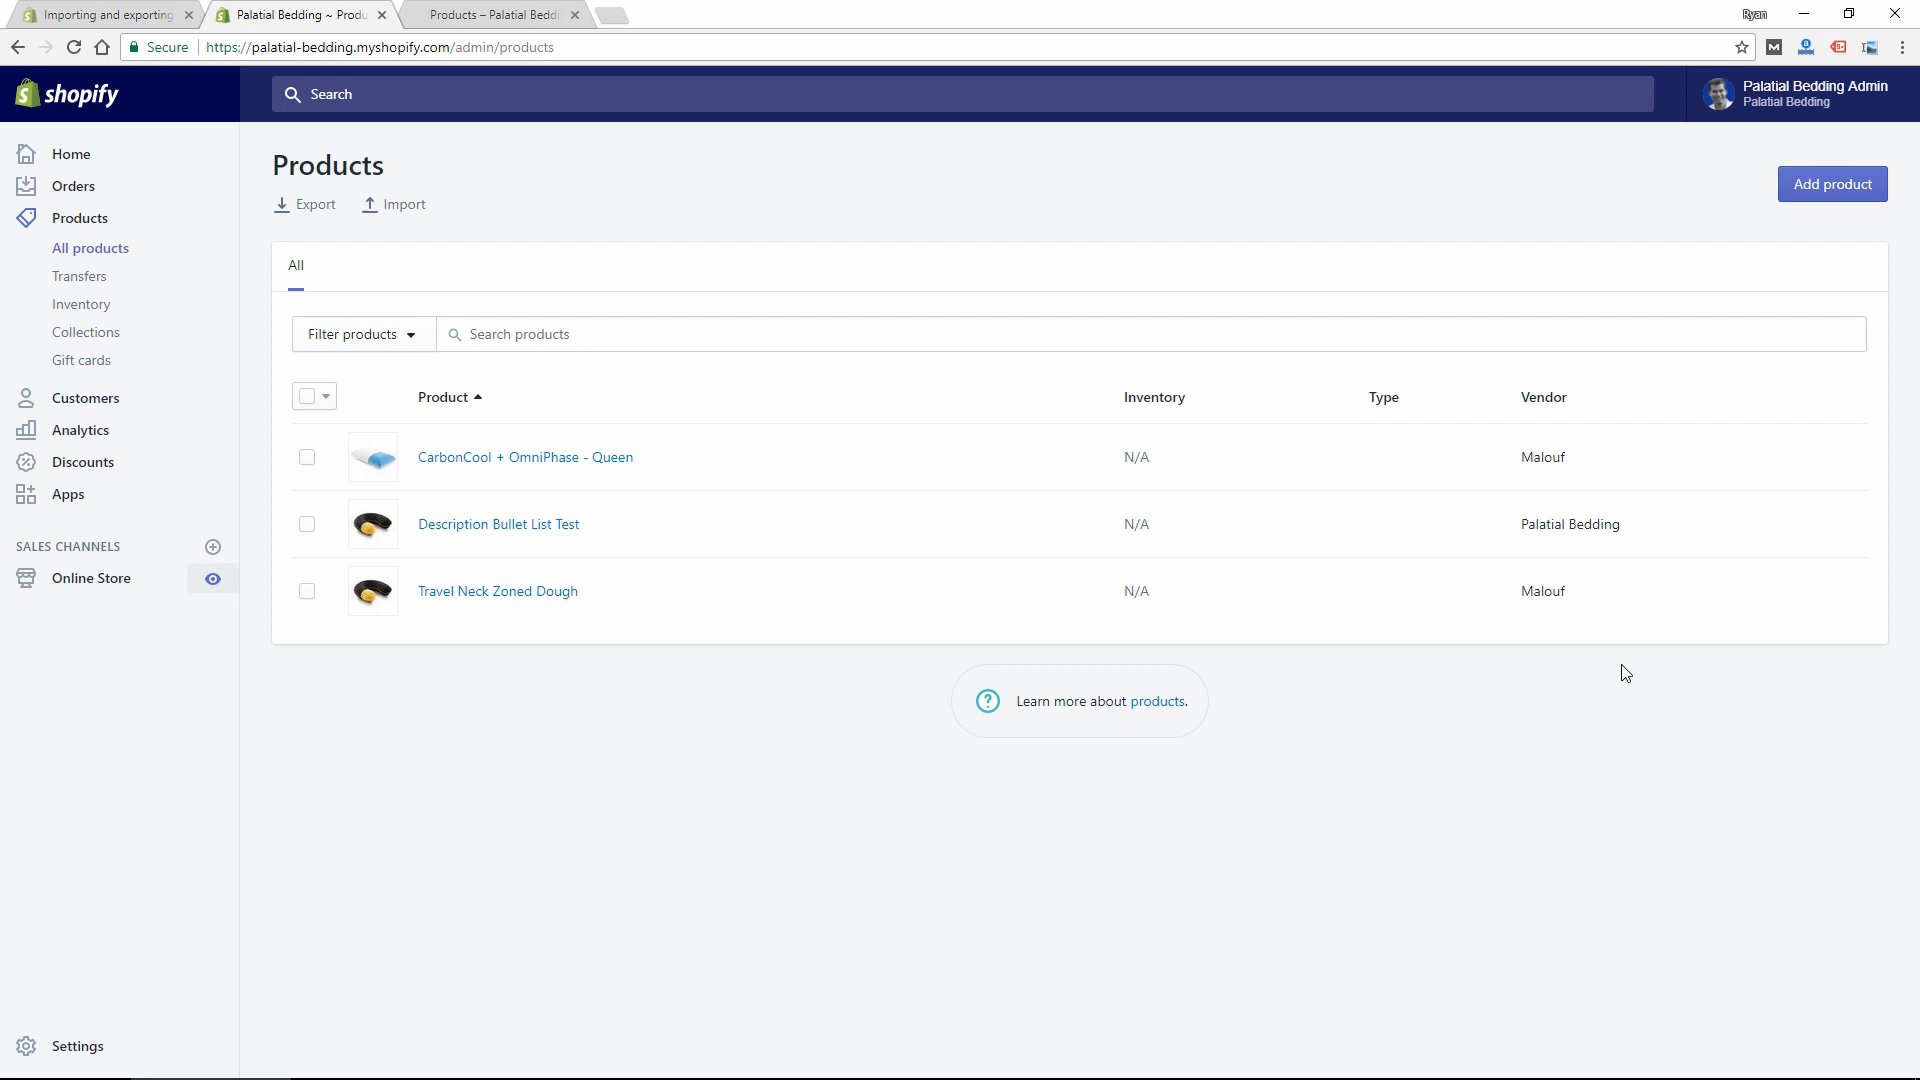 Importing and exporting
Palatial Bedding ~ Produ
Products – Palatial Beddi
Ryan
Secure
https://palatial-bedding.myshopify.com/admin/products
shopify
Search
Palatial Bedding Admin
Palatial Bedding
Home
Orders
Products
All products
Transfers
Inventory
Collections
Gift cards
Customers
Analytics
Discounts
Apps
SALES CHANNELS
Online Store
Settings
Products
Export
Import
Add product
All
Filter products
Search products
Product
Inventory
Type
Vendor
CarbonCool + OmniPhase - Queen
N/A
Malouf
Description Bullet List Test
N/A
Palatial Bedding
Travel Neck Zoned Dough
N/A
Malouf
Learn more about products.